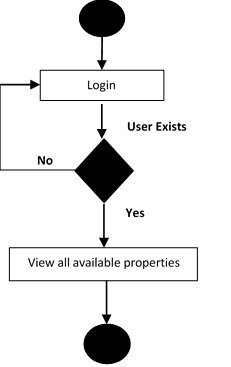 Login
User Exists
No
Yes
View all available properties